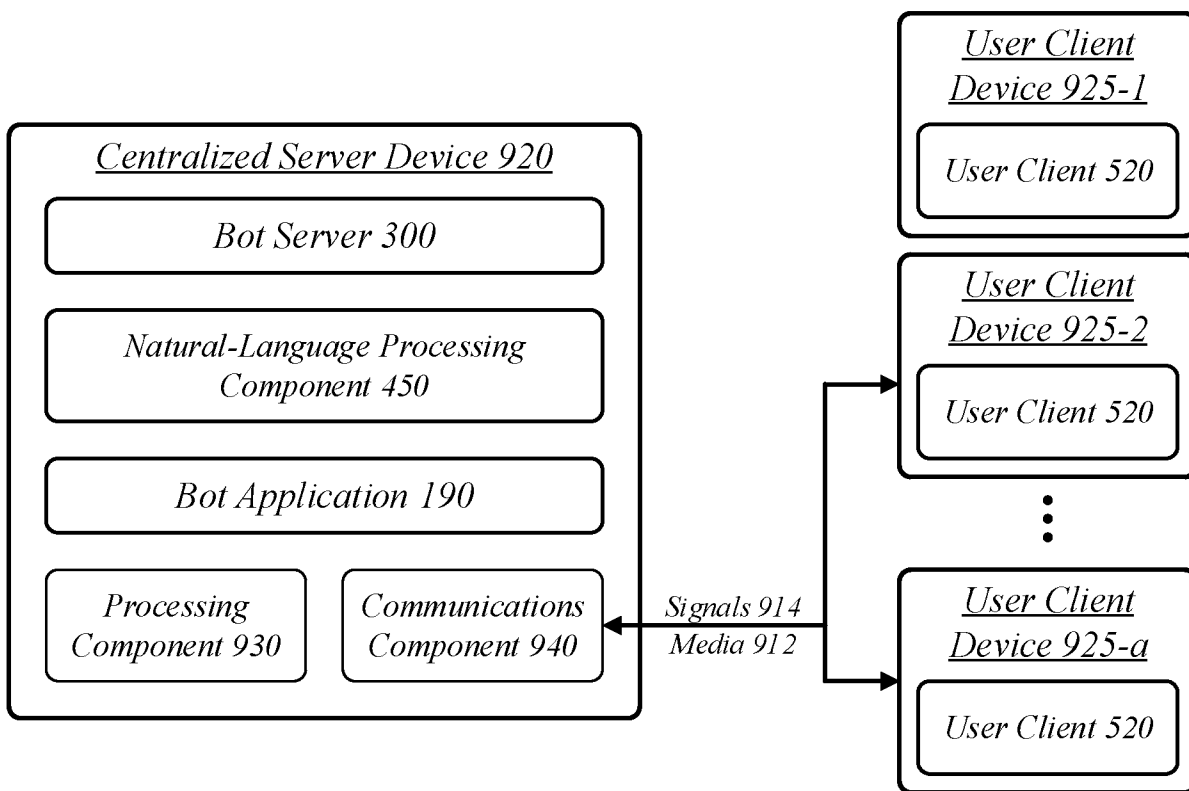 Centralized Server Device 920
Bot Server 300
Natural-Language Processing
Component 450
Bot Application 190
Processing
Component 930
Communications
Component 940
Signals 914
Media 912
User Client
Device 925-1
User Client 520
User Client
Device 925-2
User Client 520
User Client
Device 925-a
User Client 520